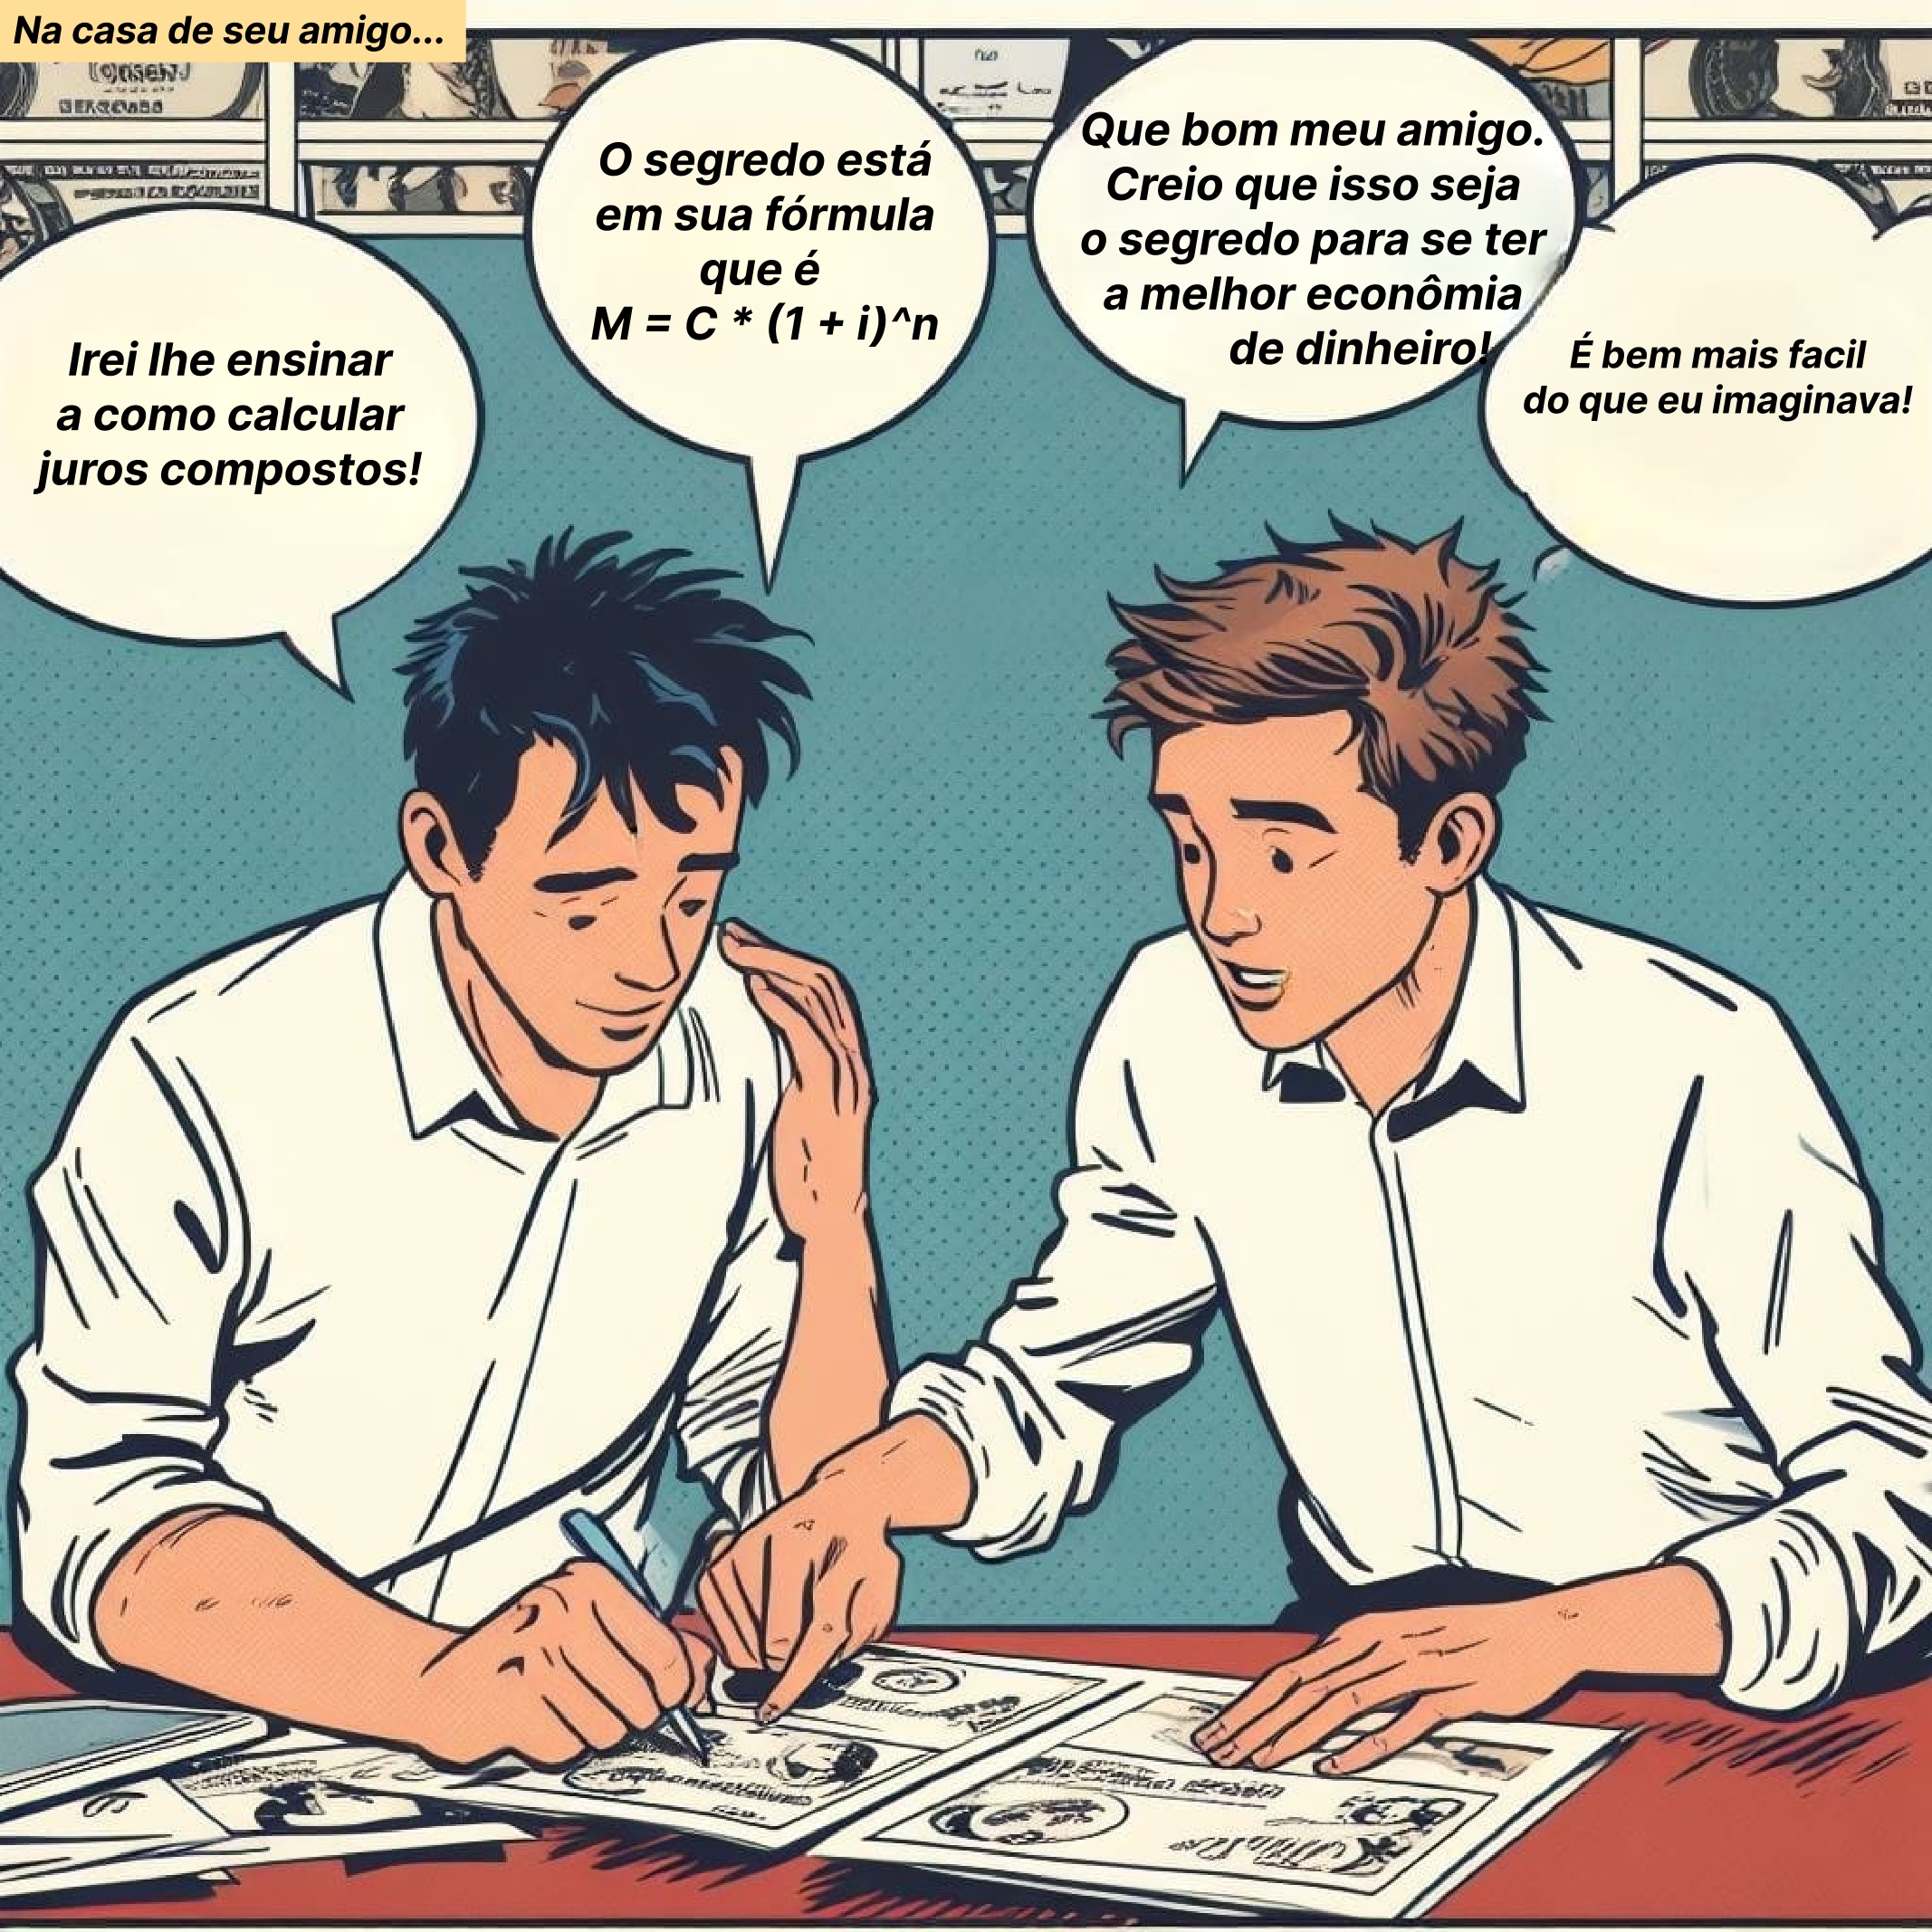 Na casa de seu amigo...
Irei lhe ensinar
a como calcular
juros compostos!
O segredo está
em sua fórmula
que é
M = C * (1 + i)^n
Que bom meu amigo.
Creio que isso seja
o segredo para se ter
a melhor econômia
de dinheiro!
É bem mais facil
do que eu imaginava!